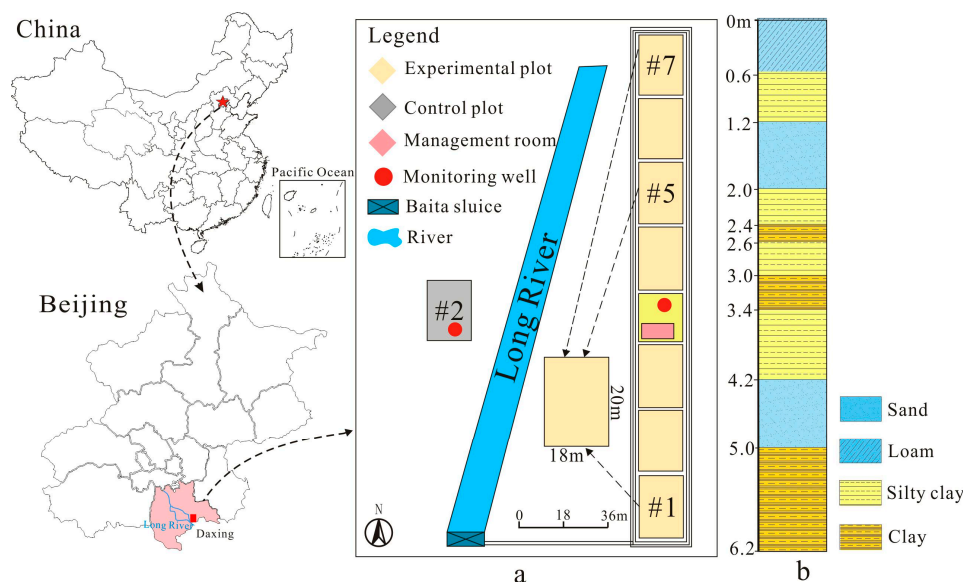 China
Pacific Ocean
Beijing
Long River
Daxing
Legend
Experimental plot
Control plot
Management room
Monitoring well
Baita sluice
River
#2
Long River
#7
#5
#1
20m
18m
N
0 18 36m
a
0m
0.6
1.2
2.0
2.4
2.6
3.0
3.4
4.2
5.0
6.2
Sand
Loam
Silty clay
Clay
b